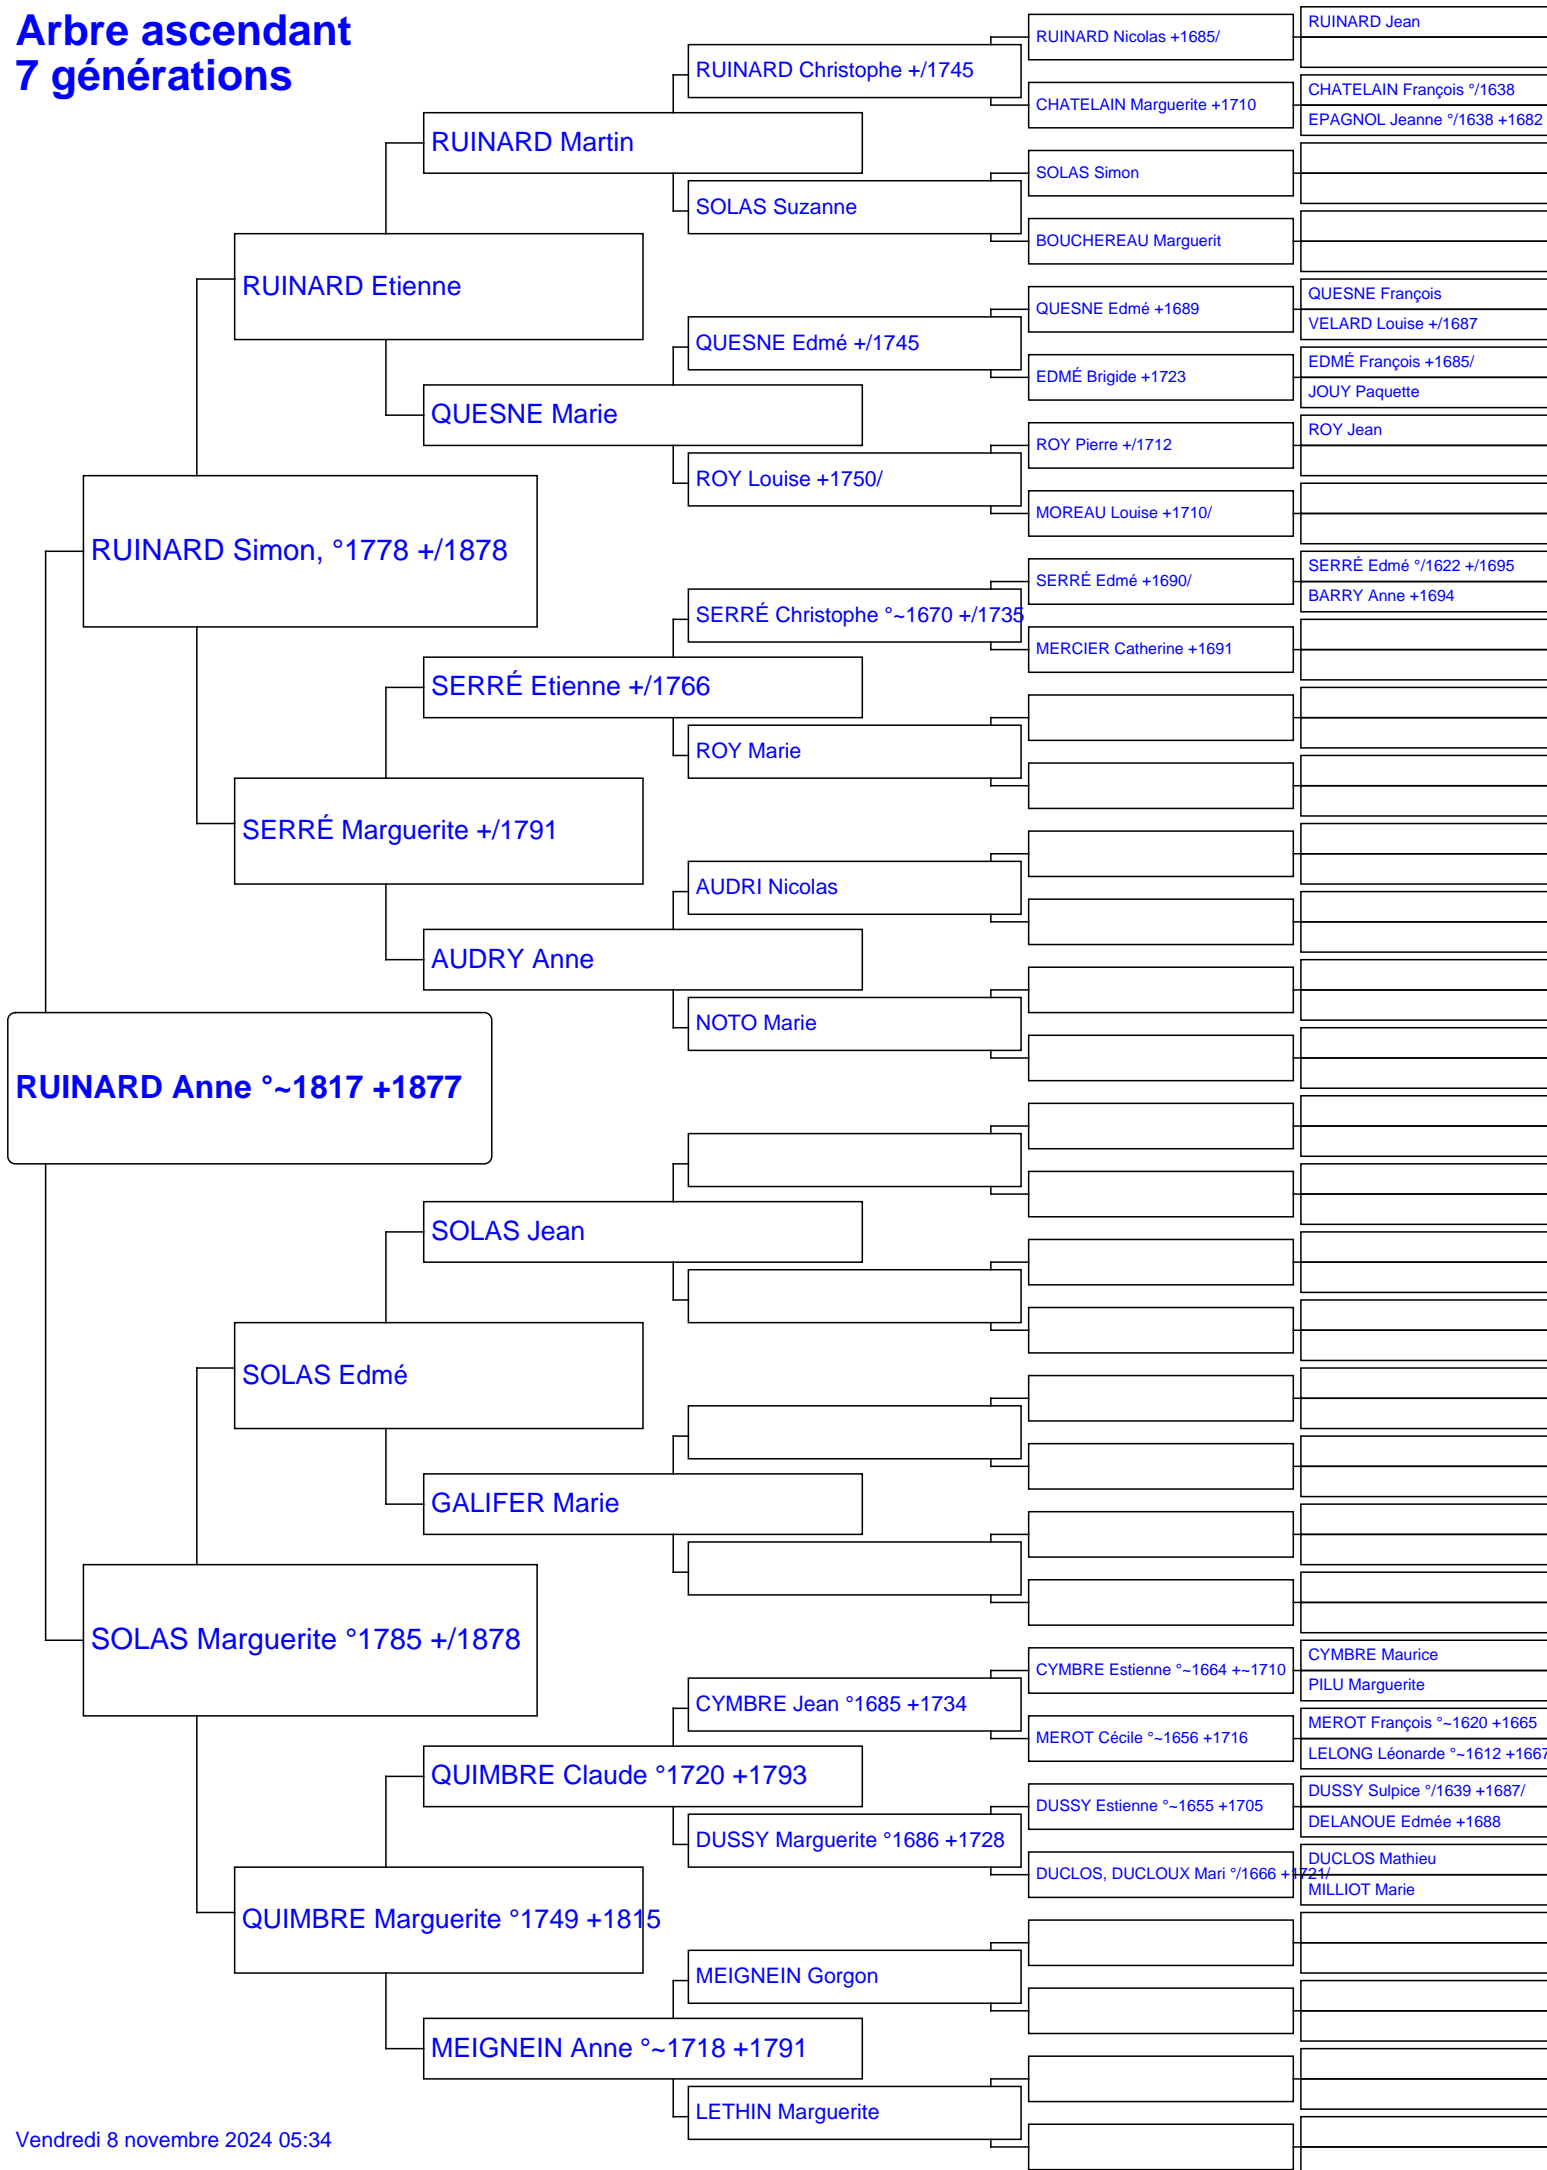 Arbre ascendant
7 générations
RUINARD Anne °~1817 +1877
RUINARD Simon, °1778 +/1878
SOLAS Marguerite °1785 +/1878
RUINARD Etienne
SERRÉ Marguerite +/1791
SOLAS Edmé
QUIMBRE Marguerite °1749 +1815
RUINARD Martin
QUESNE Marie
SERRÉ Etienne +/1766
AUDRY Anne
SOLAS Jean
GALIFER Marie
QUIMBRE Claude °1720 +1793
MEIGNEIN Anne °~1718 +1791
RUINARD Christophe +/1745
SOLAS Suzanne
QUESNE Edmé +/1745
ROY Louise +1750/
SERRÉ Christophe °~1670 +/1735
ROY Marie
AUDRI Nicolas
NOTO Marie
CYMBRE Jean °1685 +1734
DUSSY Marguerite °1686 +1728
MEIGNEIN Gorgon
LETHIN Marguerite
RUINARD Nicolas +1685/
CHATELAIN Marguerite +1710
SOLAS Simon
BOUCHEREAU Marguerit
QUESNE Edmé +1689
EDMÉ Brigide +1723
ROY Pierre +/1712
MOREAU Louise +1710/
SERRÉ Edmé +1690/
MERCIER Catherine +1691
CYMBRE Estienne °~1664 +~1710
MEROT Cécile °~1656 +1716
DUSSY Estienne °~1655 +1705
DUCLOS, DUCLOUX Mari °/1666 +1721/
RUINARD Jean
CHATELAIN François °/1638
EPAGNOL Jeanne °/1638 +1682
QUESNE François
VELARD Louise +/1687
EDMÉ François +1685/
JOUY Paquette
ROY Jean
SERRÉ Edmé °/1622 +/1695
BARRY Anne +1694
CYMBRE Maurice
PILU Marguerite
MEROT François °~1620 +1665
LELONG Léonarde °~1612 +1667
DUSSY Sulpice °/1639 +1687/
DELANOUE Edmée +1688
DUCLOS Mathieu
MILLIOT Marie
Vendredi 8 novembre 2024 05:34